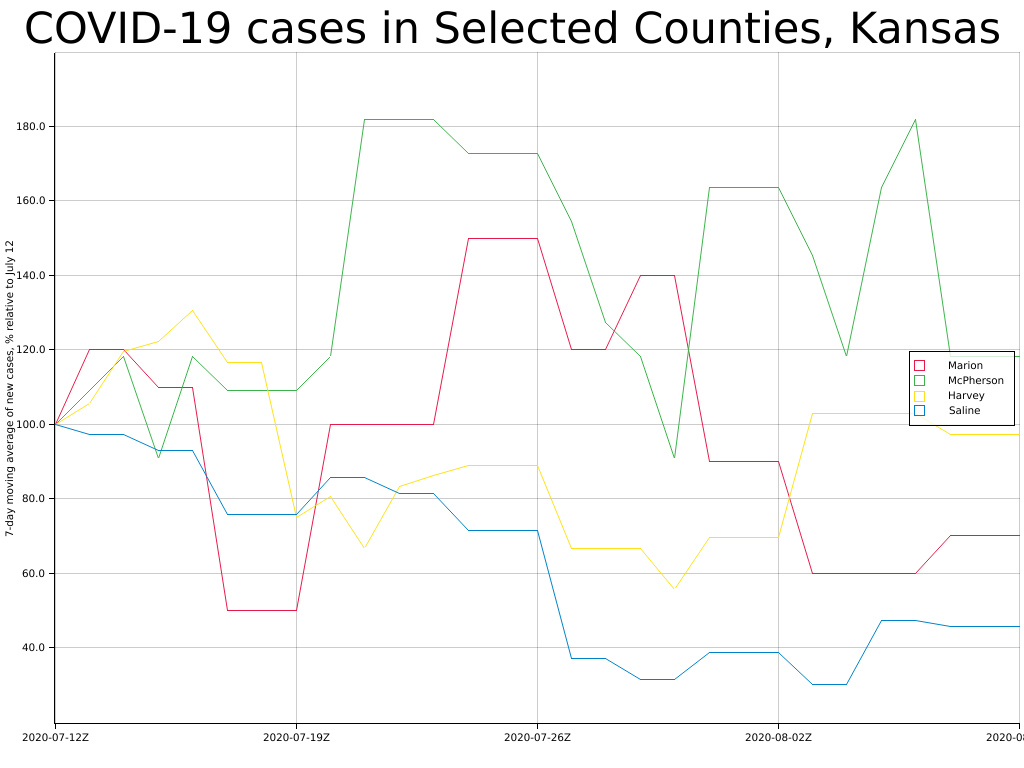 COVID-19 cases in Selected Counties, Kansas
7-day moving average of new cases, % relative to July 12
180.0
160.0
140.0
120.0
100.0
80.0
60.0
40.0
Marion
McPherson
Harvey
Saline
2020-07-12Z
2020-07-19Z
2020-07-26Z
2020-08-02Z
2020-08